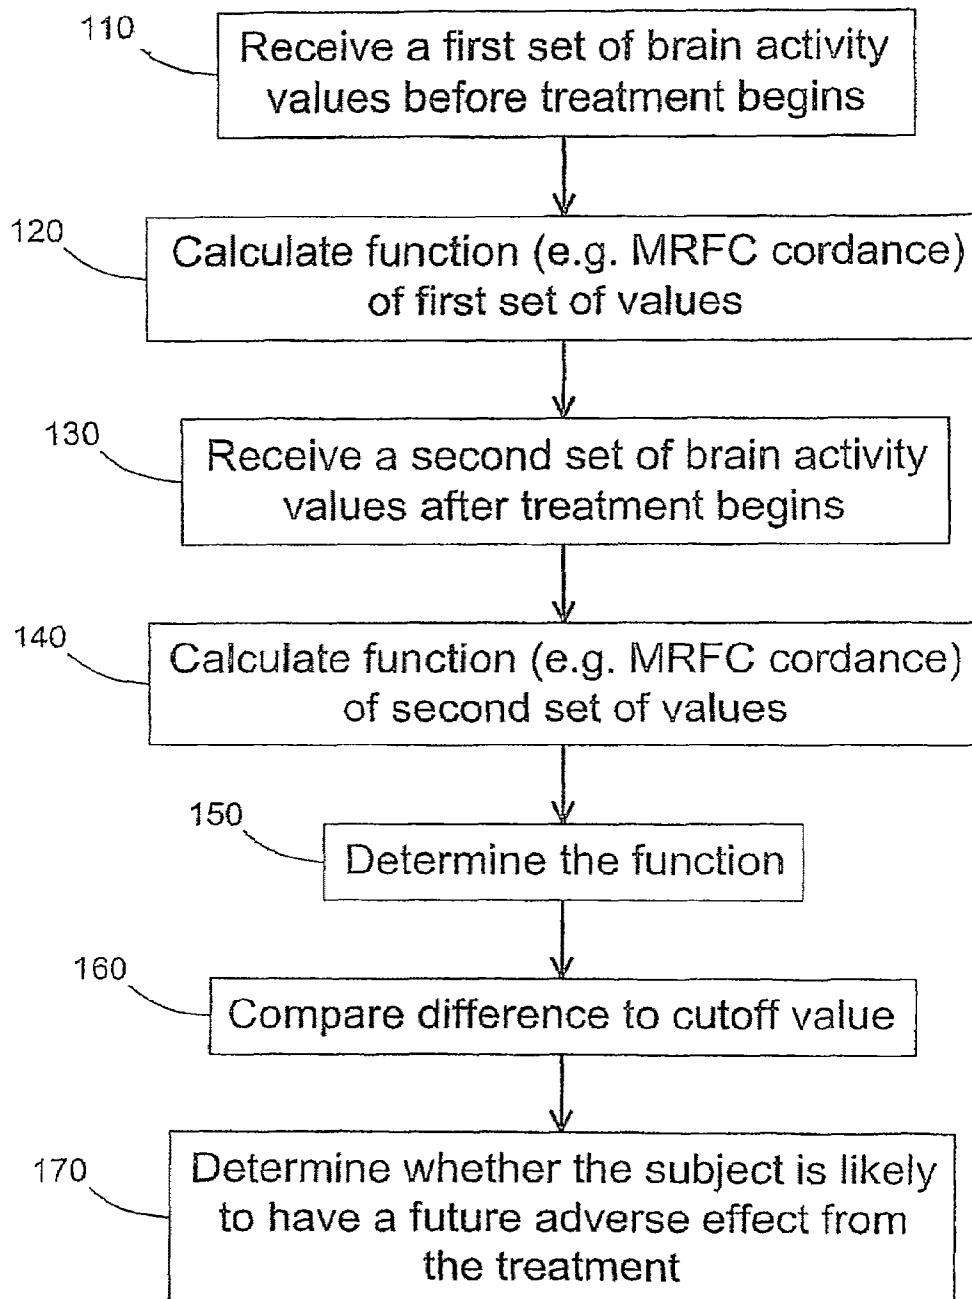 110
Receive a first set of brain activity
values before treatment begins
120
Calculate function (e.g. MRFC cordance)
of first set of values
130
Receive a second set of brain activity
values after treatment begins
140
Calculate function (e.g. MRFC cordance)
of second set of values
150
Determine the function
160
Compare difference to cutoff value
170
Determine whether the subject is likely
to have a future adverse effect from
the treatment